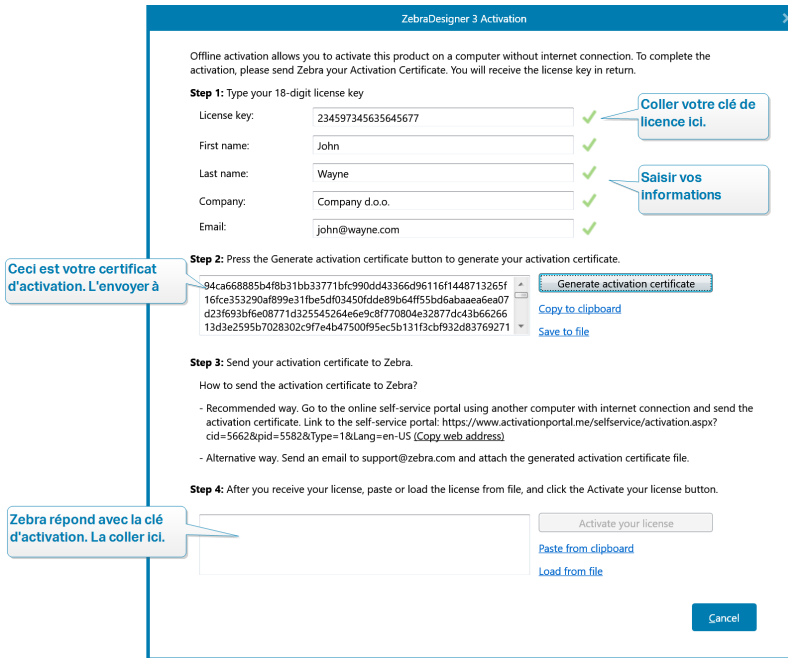 ZebraDesigner 3 Activation
Offline activation allows you to activate this product on a computer without internet connection. To complete the
activation, please send Zebra your Activation Certificate. You will receive the license key in return.
Step 1: Type your 18-digit license key
License key:
234597345635645677
Coller votre clé de
licence ici.
First name:
John
Last name:
Wayne
Saisir vos
informations
Company:
Company d.o.o.
Email:
john@wayne.com
Step 2: Press the Generate activation certificate button to generate your activation certificate.
Ceci est votre certificat
d'activation. L'envoyer à
94ca668885b4f8b31bb33771bfc990dd43366d96116f1448713265f
16fce353290af899e31fbe5df03450fdde89b64ff55bd6abaaea6ea07
d23f693bf6e08771d325545264e6e9c8f770804e32877dc43b66266
13d3e2595b7028302c9f7e4b47500f95ec5b131f3cbf932d83769271
Generate activation certificate
Copy to clipboard
Save to file
Step 3: Send your activation certificate to Zebra.
How to send the activation certificate to Zebra?
- Recommended way. Go to the online self-service portal using another computer with internet connection and send the
activation certificate. Link to the self-service portal: https://www.activationportal.me/selfservice/activation.aspx?
cid=5662&pid=5582&Type=1&Lang=en-US (Copy web address)
- Alternative way. Send an email to support@zebra.com and attach the generated activation certificate file.
Step 4: After you receive your license, paste or load the license from file, and click the Activate your license button.
Zebra répond avec la clé
d'activation. La coller ici.
Activate your license
Paste from clipboard
Load from file
Cancel